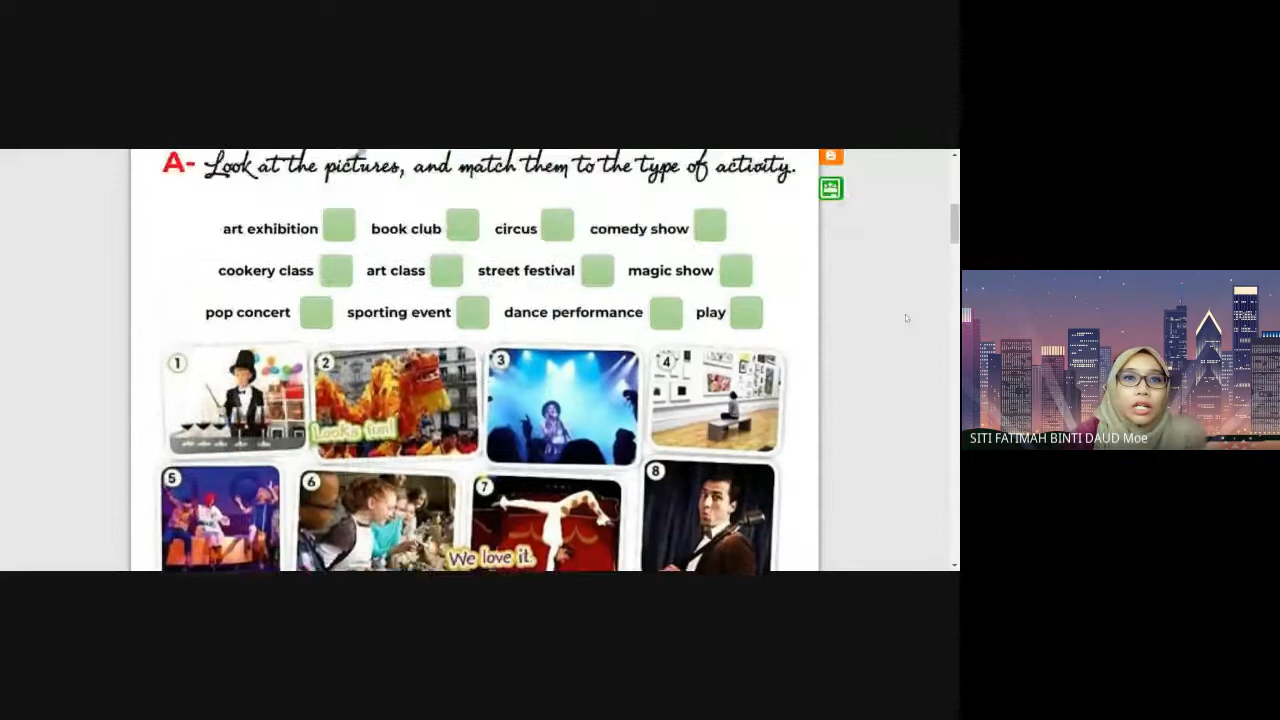 A- Look at the pictures, and match them to the type of activity.
art exhibition book club circus comedy show
cookery class art class street festival magic show
pop concert sporting event dance performance play
1 2 3 4
Looks fun!
5 6 7 8
We love it.
SITI FATIMAH BINTI DAUD Moe